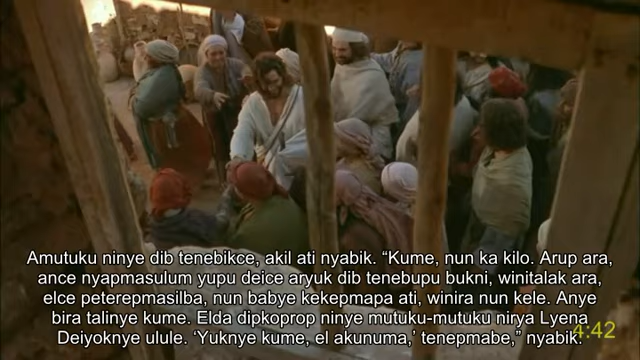 Amutuku ninye dib tenebikce, akil ati nyabik. “Kume, nun ka kilo. Arup ara,
ance nyapmasulum yupu deice aryuk dib tenebupu bukni, winitalak ara,
elce peterepmasilba, nun babye kekepmapa ati, winira nun kele. Anye
bira talinye kume. Elda dipkoprop ninye mutuku-mutuku nirya Lyena
Deiyoknye ulule. ‘Yuknye kume, el akunuma,’ tenepmabe,” nyabik.
4:42